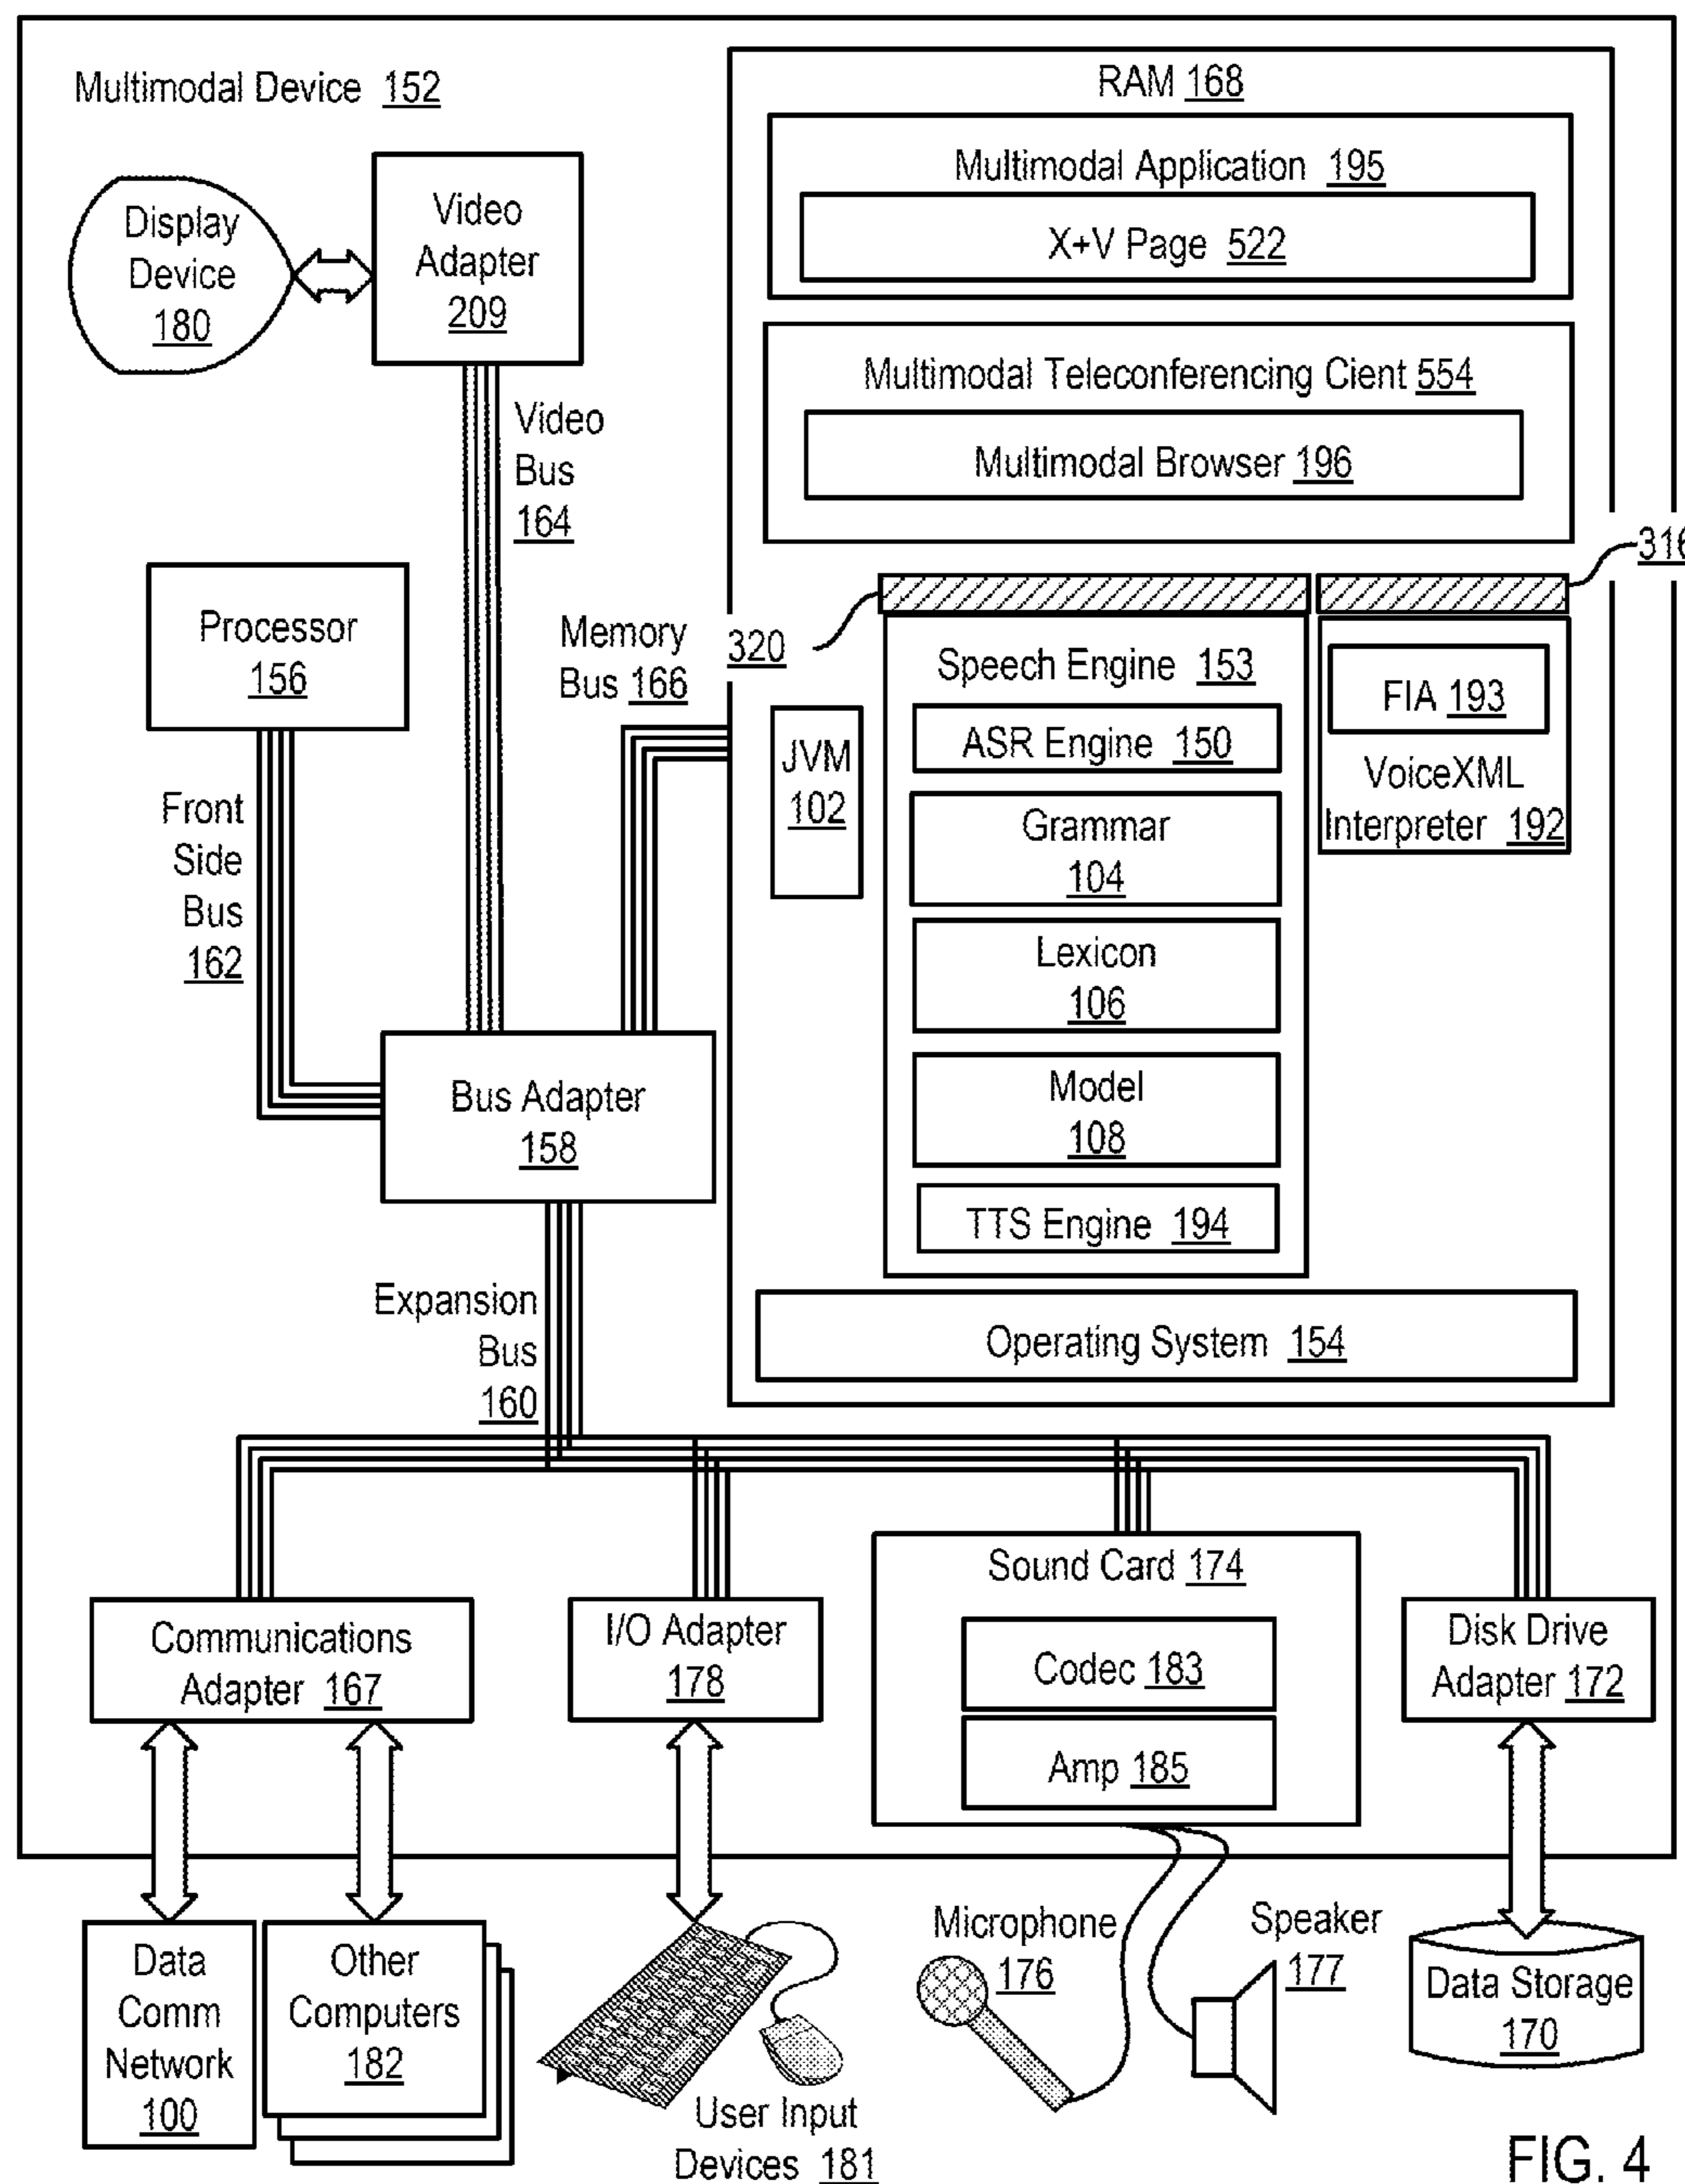 Multimodal Device 152
Display
Device
180
Video
Adapter
209
Video
Bus
164
Processor
156
Front
Side
Bus
162
Memory
Bus 166
Bus Adapter
158
Expansion
Bus
160
RAM 168
Multimodal Application 195
X+V Page 522
Multimodal Teleconferencing Cient 554
Multimodal Browser 196
316
320
Speech Engine 153
ASR Engine 150
Grammar
104
Lexicon
106
Model
108
TTS Engine 194
JVM
102
FIA 193
VoiceXML
Interpreter 192
Operating System 154
Communications
Adapter 167
I/O Adapter
178
Sound Card 174
Codec 183
Amp 185
Disk Drive
Adapter 172
Data
Comm
Network
100
Other
Computers
182
User Input
Devices 181
Microphone
176
Speaker
177
Data Storage
170
FIG. 4